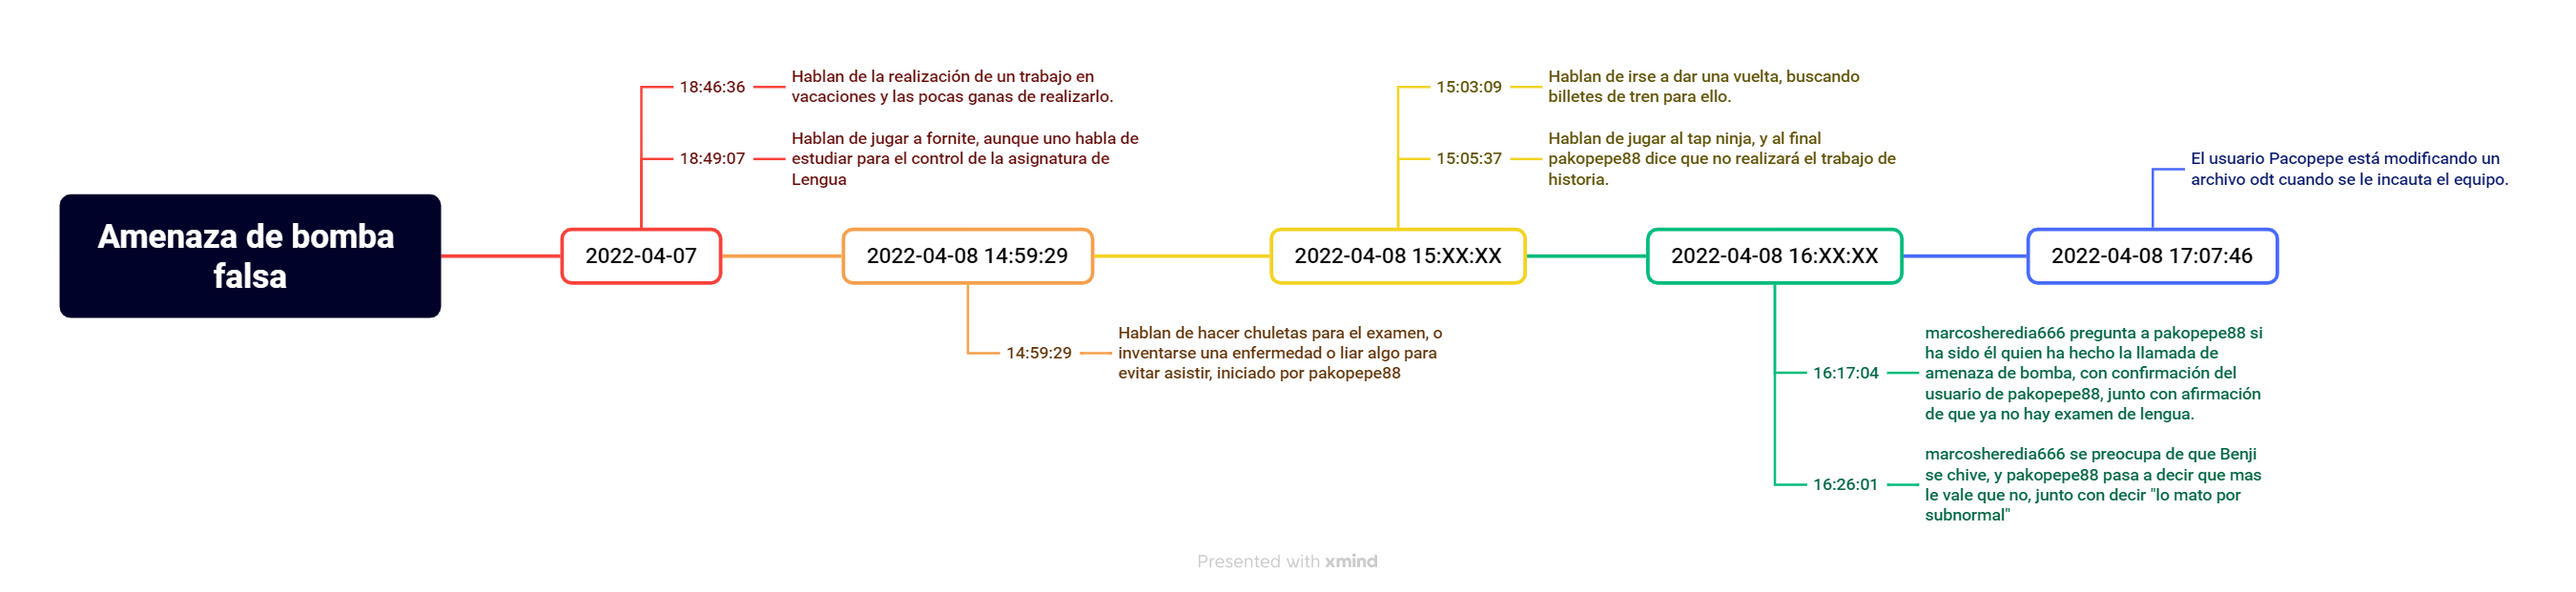 Amenaza de bomba
falsa
2022-04-07
18:46:36
Hablan de la realización de un trabajo en
vacaciones y las pocas ganas de realizarlo.
18:49:07
Hablan de jugar a fornite, aunque uno habla de
estudiar para el control de la asignatura de
Lengua
2022-04-08 14:59:29
14:59:29
Hablan de hacer chuletas para el examen, o
inventarse una enfermedad o liar algo para
evitar asistir, iniciado por pakopepe88
2022-04-08 15:XX:XX
15:03:09
Hablan de irse a dar una vuelta, buscando
billetes de tren para ello.
15:05:37
Hablan de jugar al tap ninja, y al final
pakopepe88 dice que no realizará el trabajo de
historia.
2022-04-08 16:XX:XX
16:17:04
marcosheredia666 pregunta a pakopepe88 si
ha sido él quien ha hecho la llamada de
amenaza de bomba, con confirmación del
usuario de pakopepe88, junto con afirmación
de que ya no hay examen de lengua.
16:26:01
marcosheredia666 se preocupa de que Benji
se chive, y pakopepe88 pasa a decir que mas
le vale que no, junto con decir "lo mato por
subnormal"
2022-04-08 17:07:46
El usuario Pacopepe está modificando un
archivo odt cuando se le incauta el equipo.
Presented with xmind